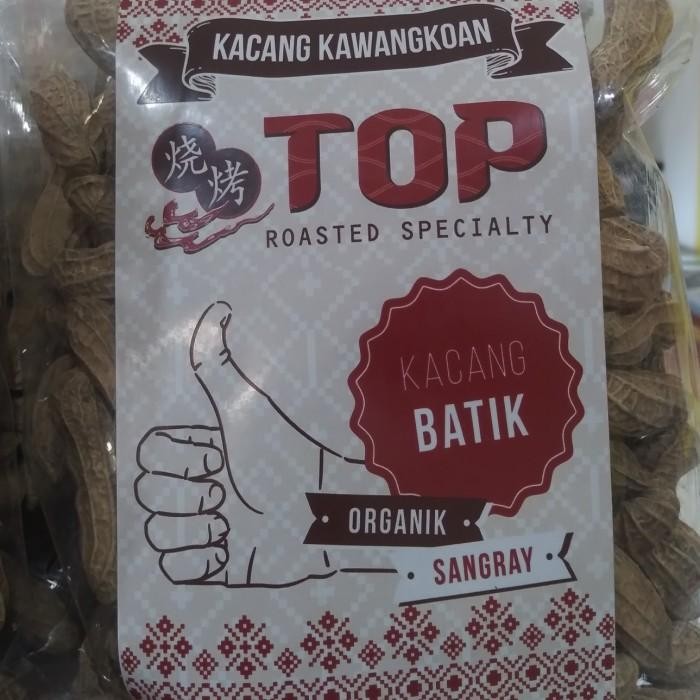 KACANG KAWANGKOAN
烧
烤
TOP
ROASTED SPECIALTY
KACANG
BATIK
ORGANIK
SANGRAY